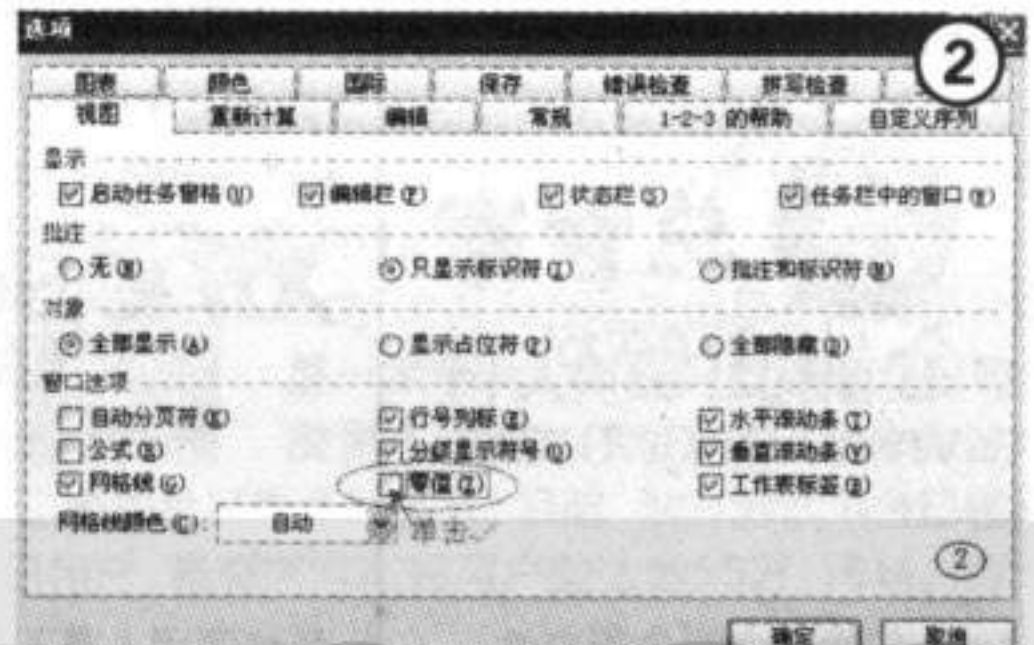 选项
②
图表 颜色 国际 保存 错误检查 拼写检查
视图 重新计算 编辑 常规 1-2-3 的帮助 自定义序列
显示
启动任务窗格(U) 编辑栏(F) 状态栏(S) 任务栏中的窗口
批注
无(N) 只显示标识符(I) 批注和标识符
对象
全部显示(A) 显示占位符(P) 全部隐藏(D)
窗口选项
自动分页符(K) 行号列标(E) 水平滚动条(T)
公式(R) 分级显示符号(O) 垂直滚动条(V)
网格线(G) 零值(Z) 工作表标签(B)
网格线颜色(C): 自动 单击
②
确定 取消